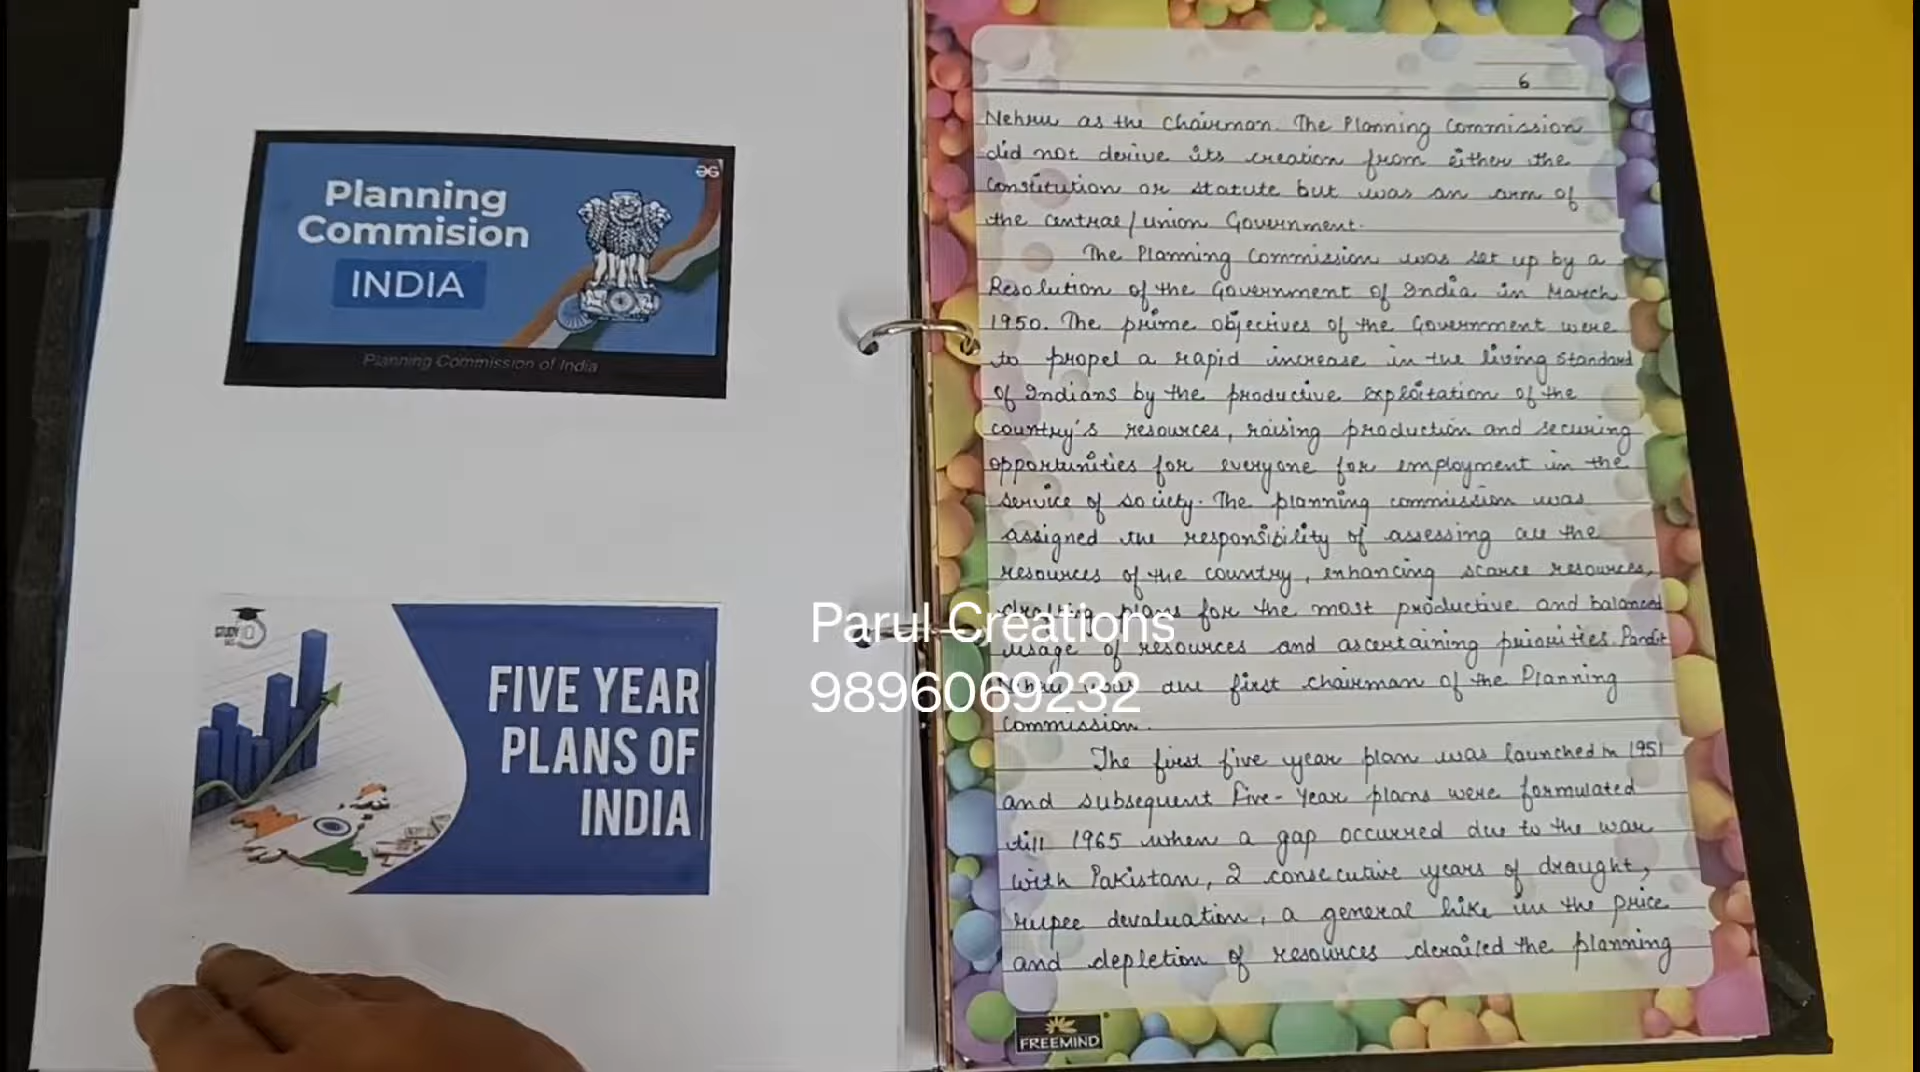 Planning
Commision
INDIA
Planning Commission of India
STUDY
FIVE YEAR
PLANS OF
INDIA
6
Nehru as the chairman. The Planning Commission
did not derive its creation from either the
constitution or statute but was an arm of
the central/union Government.
The Planning Commission was set up by a
Resolution of the Government of India in March
1950. The prime objectives of the Government were
to propel a rapid increase in the living standard
of Indians by the productive exploitation of the
country's resources, raising production and securing
opportunities for everyone for employment in the
service of society. The planning commission was
assigned the responsibility of assessing all the
resources of the country, enhancing scarce resources,
drafting plans for the most productive and balanced
usage of resources and ascertaining priorities. Pandit
Nehru was the first chairman of the Planning
Commission.
The first five year plan was launched in 1951
and subsequent Five-Year plans were formulated
till 1965 when a gap occurred due to the war
with Pakistan, 2 consecutive years of draught,
rupee devaluation, a general hike in the price
and depletion of resources derailed the planning
FREEMIND
Parul Creations
9896069232